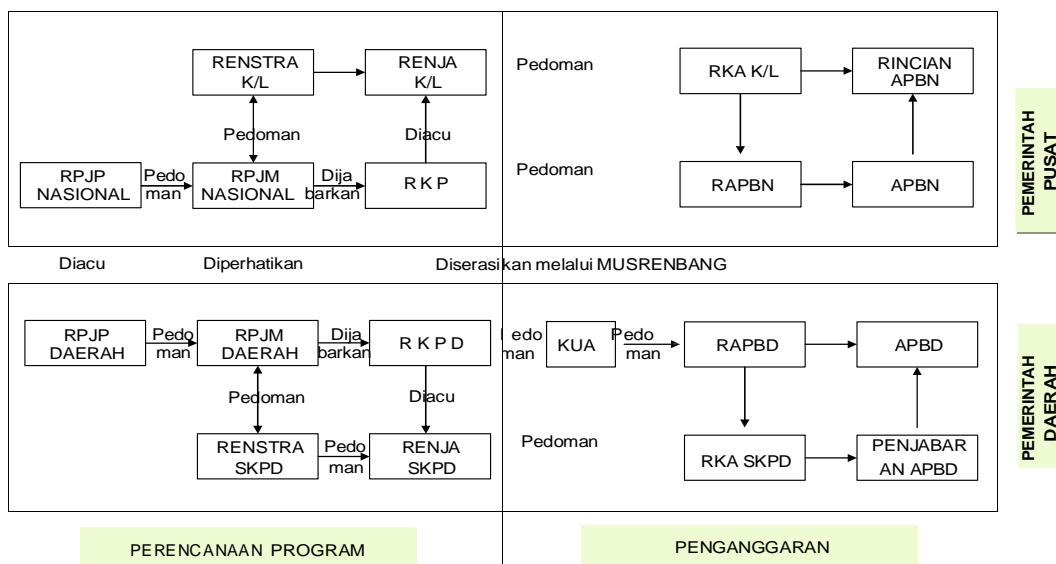 RENSTRA
K/L
RENJA
K/L
Pedoman
RKA K/L
RINCIAN
APBN
Pedoman
Diacu
RPJP
NASIONAL
Pedo
man
RPJM
NASIONAL
Dija
barkan
R K P
Pedoman
RAPBN
APBN
PEMERINTAH
PUSAT
Diacu
Diperhatikan
Diserasikan melalui MUSRENBANG
RPJP
DAERAH
Pedo
man
RPJM
DAERAH
Dija
barkan
R K P D
edo
man
KUA
Pedo
man
RAPBD
APBD
Pedoman
Diacu
RENSTRA
SKPD
Pedo
man
RENJA
SKPD
Pedoman
RKA SKPD
PENJABAR
AN APBD
PEMERINTAH
DAERAH
PERENCANAAN PROGRAM
PENGANGGARAN